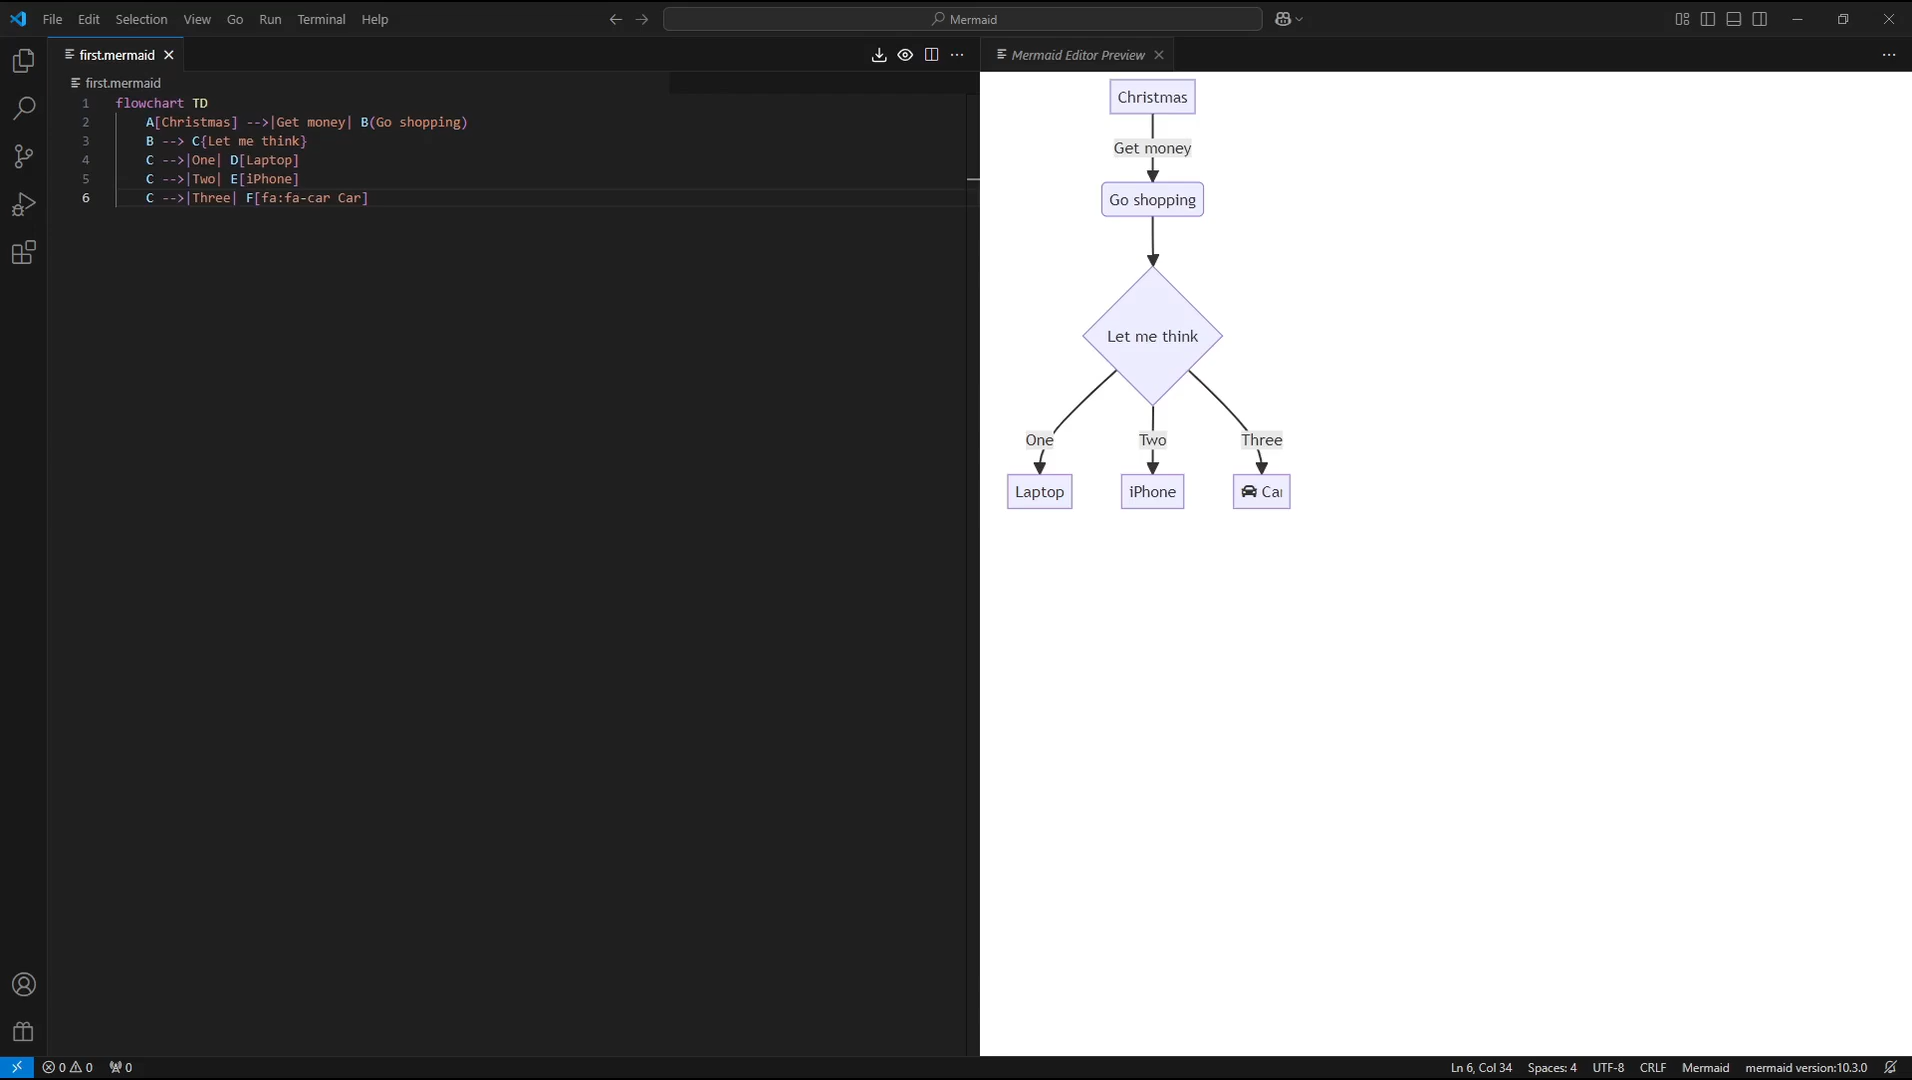 File Edit Selection View Go Run Terminal Help
Mermaid
first.mermaid
Mermaid Editor Preview
first.mermaid
1 flowchart TD
2 A[Christmas] -->|Get money| B(Go shopping)
3 B --> C{Let me think}
4 C -->|One| D[Laptop]
5 C -->|Two| E[iPhone]
6 C -->|Three| F[fa:fa-car Car]
Christmas
Get money
Go shopping
Let me think
One Two Three
Laptop iPhone Car
0 0 0
Ln 6, Col 34 Spaces: 4 UTF-8 CRLF Mermaid mermaid version:10.3.0